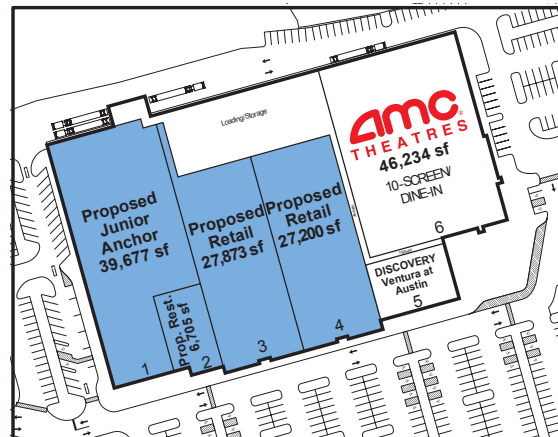 Loading/Storage
amc
THEATRES
46,234 sf
10-SCREEN/
DINE-IN
6
Proposed
Junior
Anchor
39,677 sf
1
Prop. Rest.
6,705 sf
2
Proposed
Retail
27,873 sf
3
Proposed
Retail
27,200 sf
4
DISCOVERY
Ventura at
Austin
5